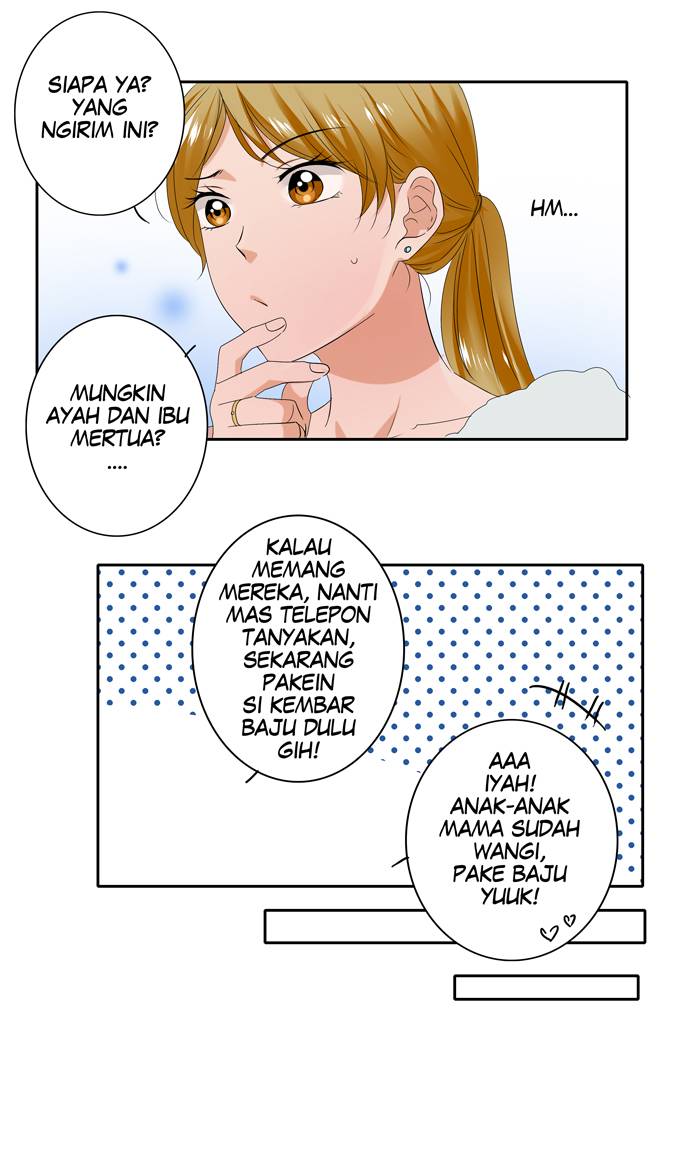 SIAPA YA?
YANG
NGIRIM INI?
HM...
MUNGKIN
AYAH DAN IBU
MERTUA?
....
KALAU
MEMANG
MEREKA, NANTI
MAS TELEPON
TANYAKAN,
SEKARANG
PAKEIN
SI KEMBAR
BAJU DULU
GIH!
AAA
IYAH!
ANAK-ANAK
MAMA SUDAH
WANGI,
PAKE BAJU
YUUK!